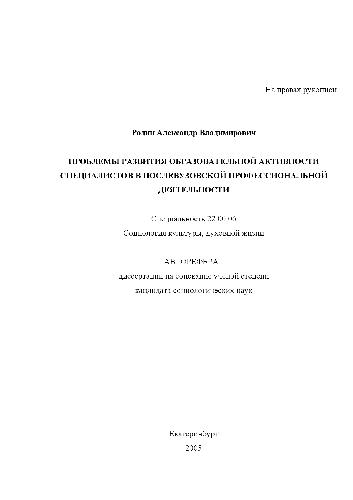 На правах рукописи
Александр Владимирович
ПРОБЛЕМЫ РАЗВИТИЯ ОБРАЗОВАТЕЛЬНОЙ АКТИВНОСТИ
СПЕЦИАЛИСТОВ В ПОСЛЕВУЗОВСКОЙ ПРОФЕССИОНАЛЬНОЙ
ДЕЯТЕЛЬНОСТИ
Специальность 22.00.06
Социология культуры, духовной жизни
АВТОРЕФЕРАТ
диссертации на соискание ученой степени
кандидата социологических наук
Екатеринбург
2005